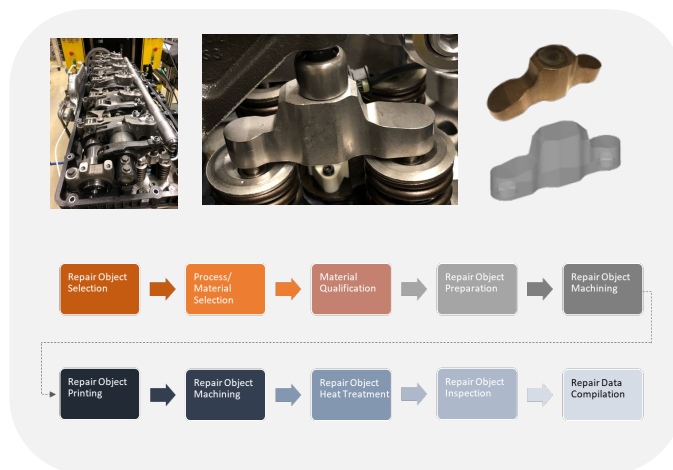 Repair Object
Selection
Process/
Material
Selection
Material
Qualification
Repair Object
Preparation
Repair Object
Machining
Repair Object
Printing
Repair Object
Machining
Repair Object
Heat Treatment
Repair Object
Inspection
Repair Data
Compilation